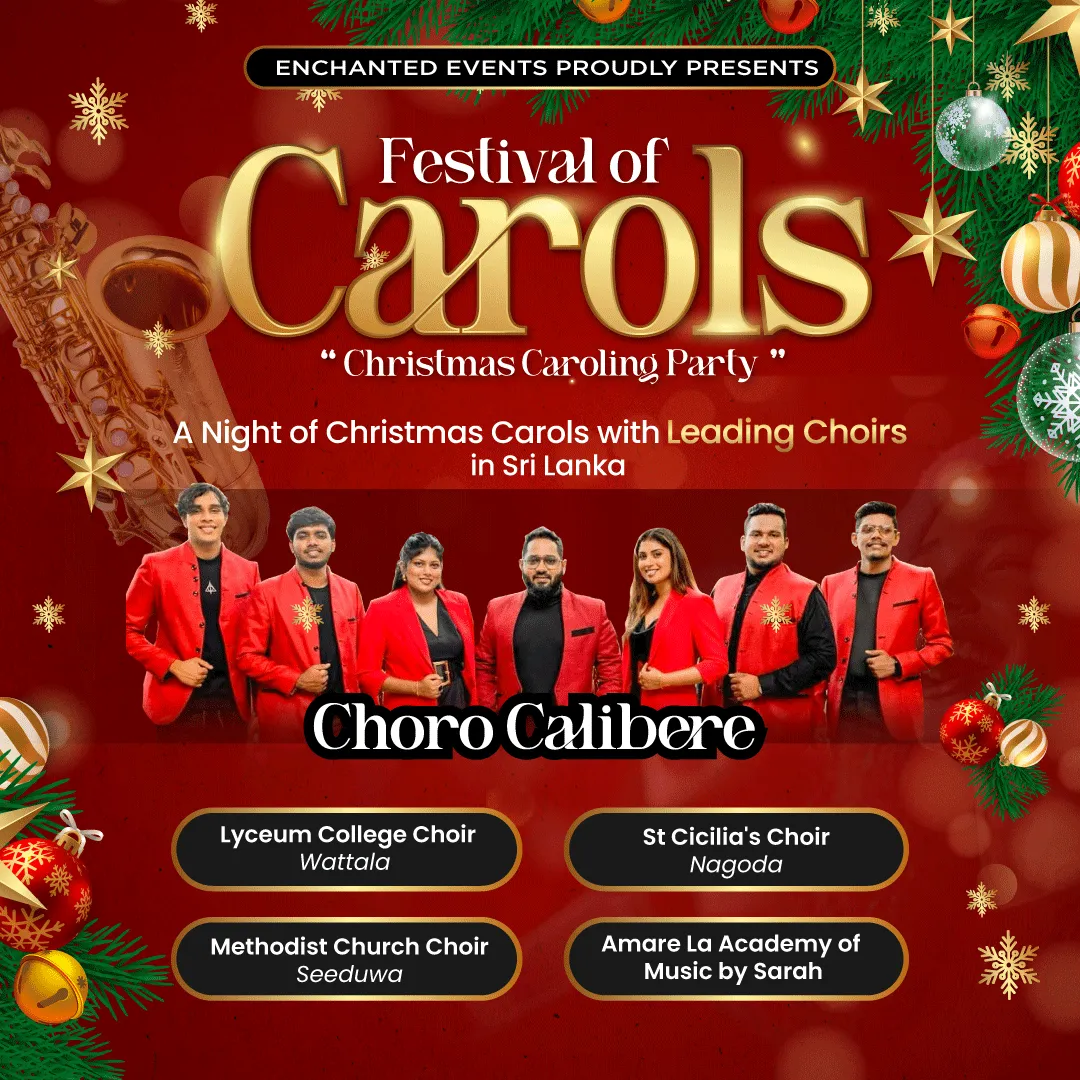 ENCHANTED EVENTS PROUDLY PRESENTS
Festival of
Carols
“ Christmas Caroling Party ”
A Night of Christmas Carols with Leading Choirs
in Sri Lanka
Choro Calibere
Lyceum College Choir
Wattala
St Cicilia's Choir
Nagoda
Methodist Church Choir
Seeduwa
Amare La Academy of
Music by Sarah